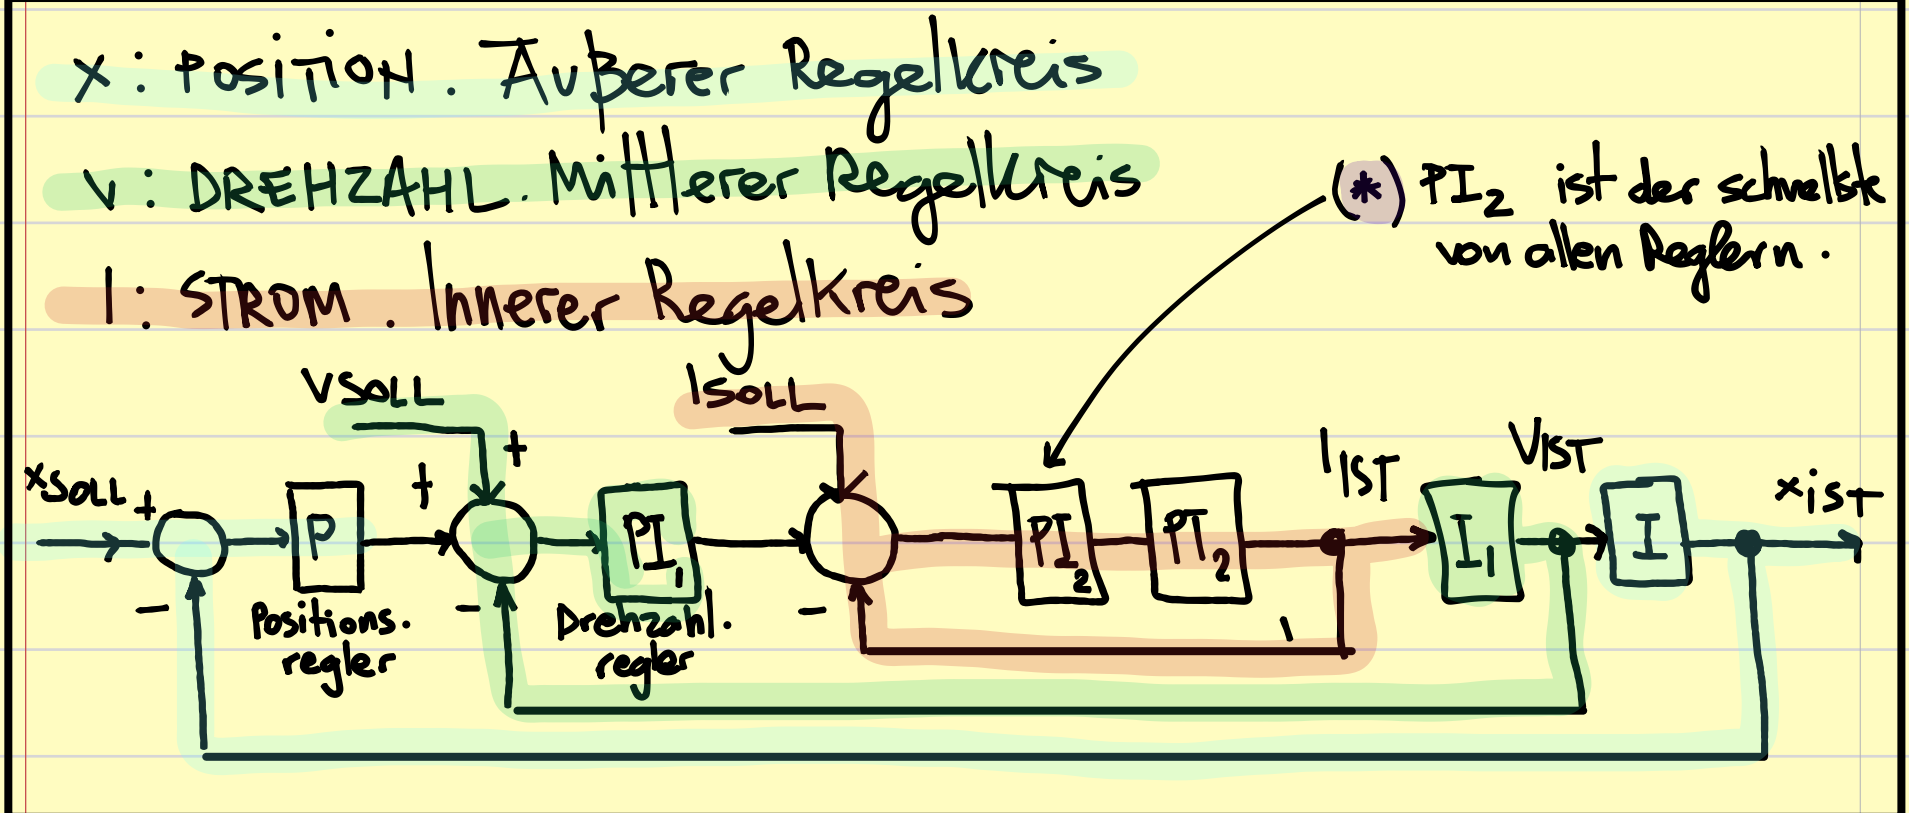 x: POSITION. Äußerer Regelkreis
v: DREHZAHL. Mittlerer Regelkreis
(*) PI2 ist der schnellste
von allen Reglern.
I: STROM. Innerer Regelkreis
VSOLL
ISOLL
xSOLL
+
+
+
IIST
VIST
xiST
P
PI1
PI2
PT2
I1
I
-
-
-
Positions.
regler
Drehzahl.
regler